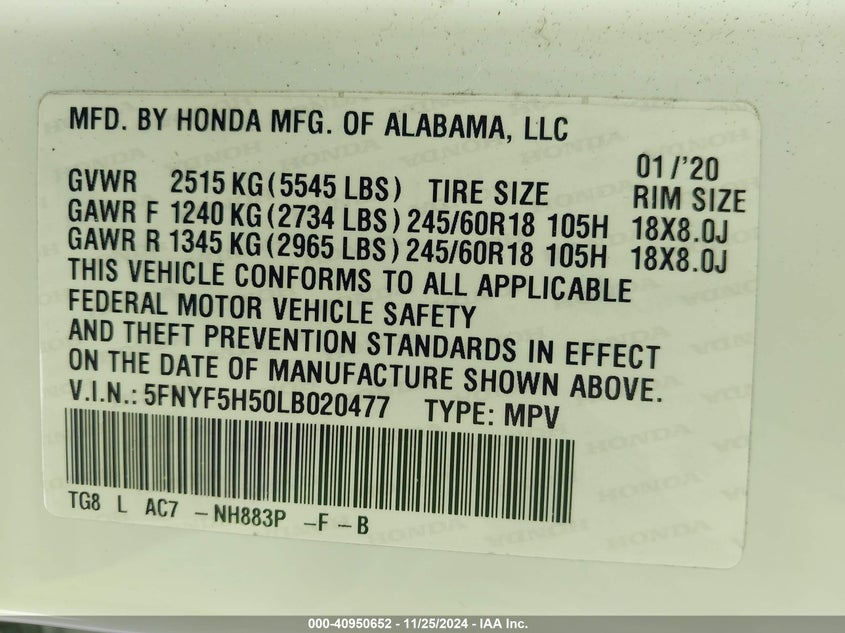 MFD. BY HONDA MFG. OF ALABAMA, LLC
01/'20
GVWR 2515 KG (5545 LBS) TIRE SIZE RIM SIZE
GAWR F 1240 KG (2734 LBS) 245/60R18 105H 18X8.0J
GAWR R 1345 KG (2965 LBS) 245/60R18 105H 18X8.0J
THIS VEHICLE CONFORMS TO ALL APPLICABLE
FEDERAL MOTOR VEHICLE SAFETY
AND THEFT PREVENTION STANDARDS IN EFFECT
ON THE DATE OF MANUFACTURE SHOWN ABOVE.
V.I.N.: 5FNYF5H50LB020477 TYPE: MPV
TG8 L AC7 - NH883P - F - B
000-40950652 - 11/25/2024 - IAA Inc.